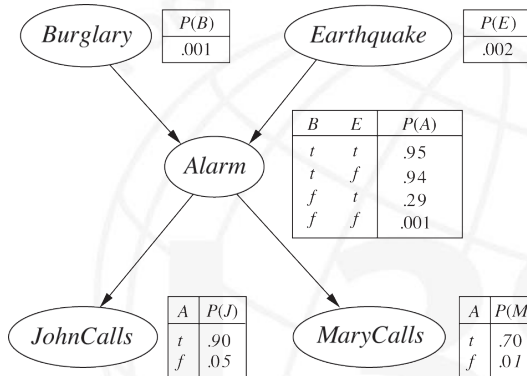 Burglary
P(B)
.001
Earthquake
P(E)
.002
Alarm
B E P(A)
t t .95
t f .94
f t .29
f f .001
JohnCalls
A P(J)
t .90
f .05
MaryCalls
A P(M
t .70
f .01